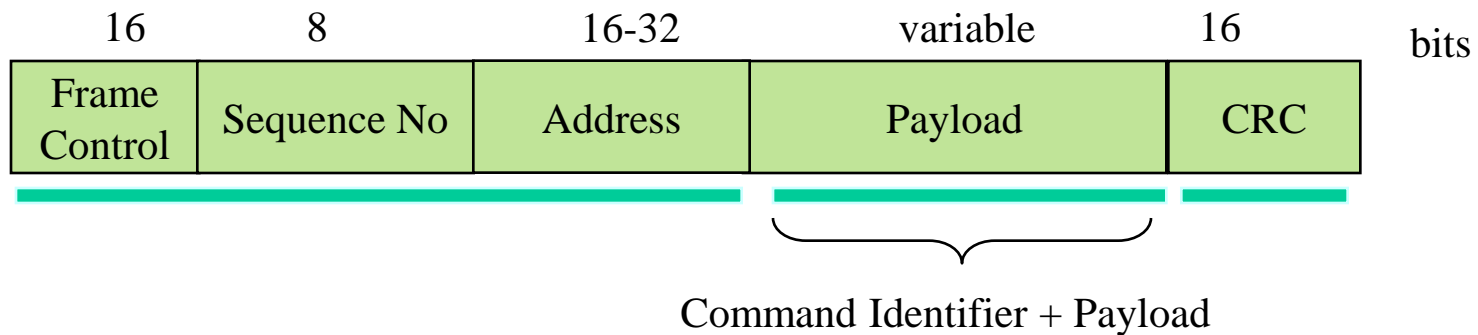 16 8 16-32 variable 16 bits
Frame Control Sequence No Address Payload CRC
Command Identifier + Payload